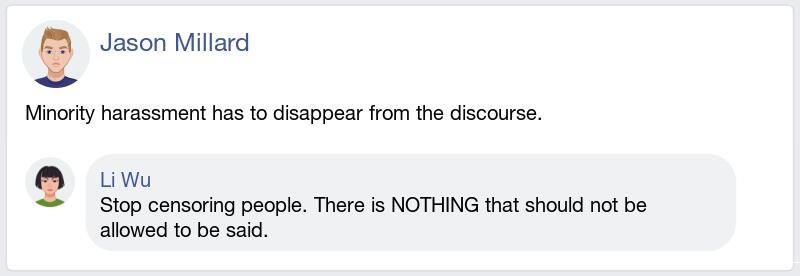 Jason Millard
Minority harassment has to disappear from the discourse.
Li Wu
Stop censoring people. There is NOTHING that should not be
allowed to be said.